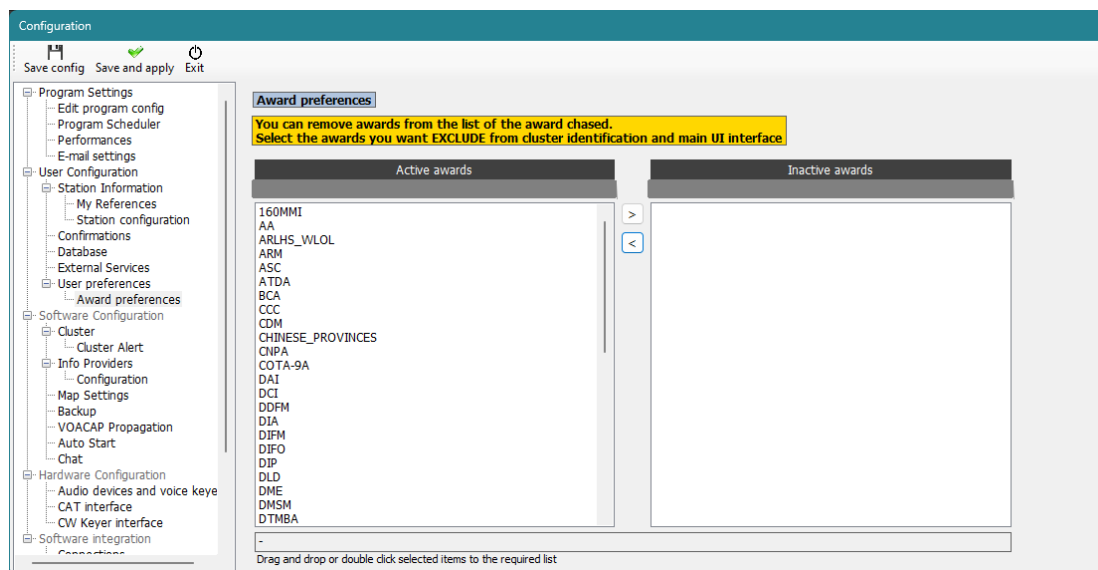 Configuration
Save config Save and apply Exit
Program Settings
Edit program config
Program Scheduler
Performances
E-mail settings
User Configuration
Station Information
My References
Station configuration
Confirmations
Database
External Services
User preferences
Award preferences
Software Configuration
Cluster
Cluster Alert
Info Providers
Configuration
Map Settings
Backup
VOACAP Propagation
Auto Start
Chat
Hardware Configuration
Audio devices and voice keye
CAT interface
CW Keyer interface
Software integration
Connections
Award preferences
You can remove awards from the list of the award chased.
Select the awards you want EXCLUDE from cluster identification and main UI interface
Active awards
160MMI
AA
ARLHS_WLOL
ARM
ASC
ATDA
BCA
CCC
CDM
CHINESE_PROVINCES
CNPA
COTA-9A
DAI
DCI
DDFM
DIA
DIFM
DIFO
DIP
DLD
DME
DMSM
DTMBA
>
<
Inactive awards
-
Drag and drop or double click selected items to the required list